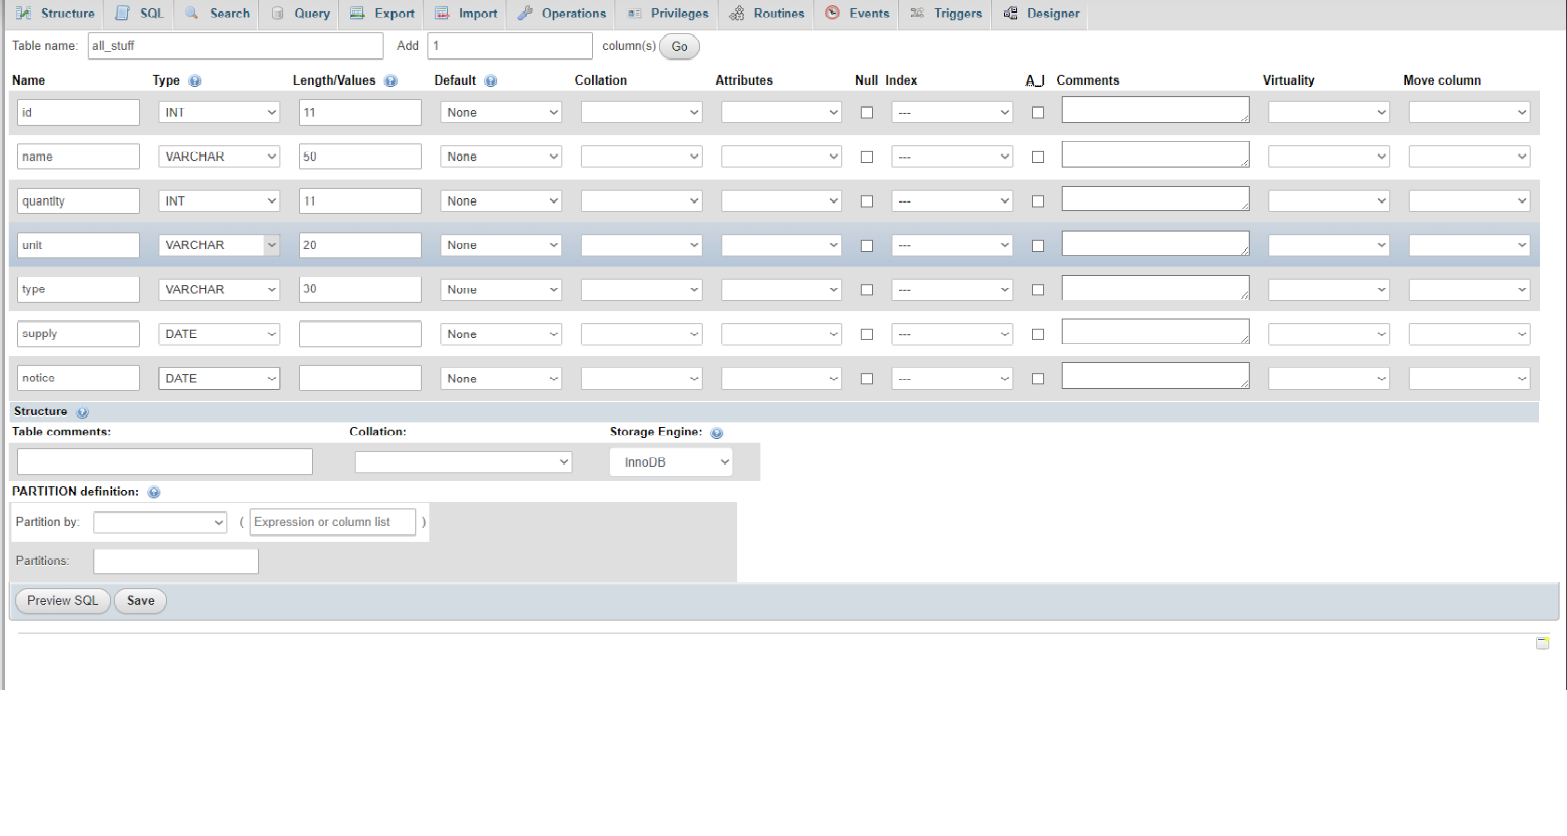 Structure SQL Search Query Export Import Operations Privileges Routines Events Triggers Designer
Table name: all_stuff Add 1 column(s) Go
Name Type Length/Values Default Collation Attributes Null Index A_I Comments Virtuality Move column
id INT 11 None ---
name VARCHAR 50 None ---
quantity INT 11 None ---
unit VARCHAR 20 None ---
type VARCHAR 30 None ---
supply DATE None ---
notice DATE None ---
Structure
Table comments: Collation: Storage Engine:
InnoDB
PARTITION definition:
Partition by: ( Expression or column list )
Partitions:
Preview SQL Save